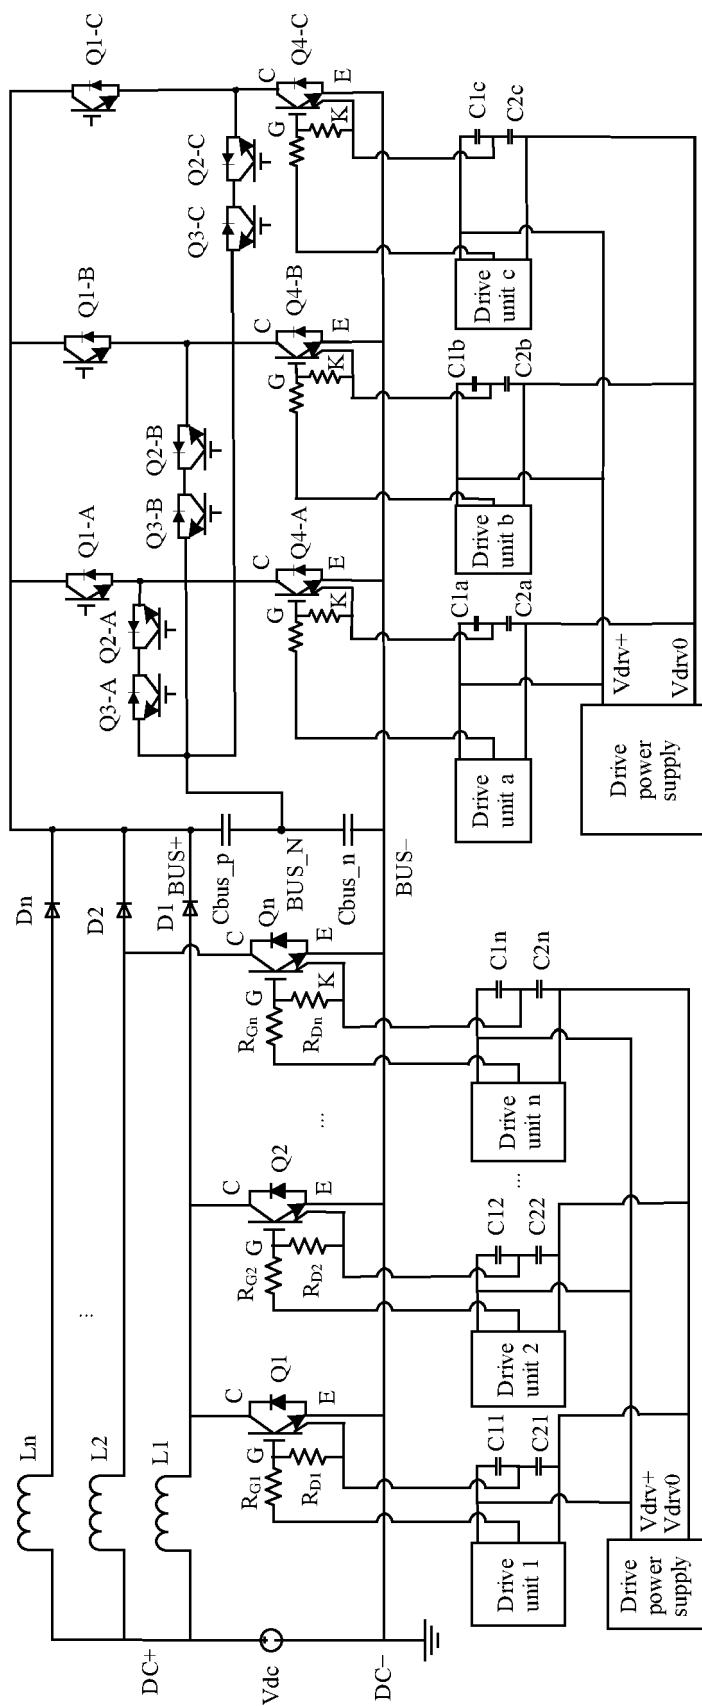 Ln
Dn
L2
D2
L1
D1
BUS+
...
DC+
Vdc
DC−
C
Q1
E
G
RG1
RD1
C
Q2
E
G
RG2
RD2
...
C
Qn
E
G
K
RGn
RDn
Cbus_p
BUS_N
Cbus_n
BUS−
Q1-A
Q2-A
Q3-A
C
Q4-A
E
G
K
Q1-B
Q2-B
Q3-B
C
Q4-B
E
G
K
Q1-C
Q2-C
Q3-C
C
Q4-C
E
G
K
C11
C21
Drive
unit 1
C12
C22
Drive
unit 2
...
C1n
C2n
Drive
unit n
Vdrv+
Vdrv0
Drive
power
supply
C1a
C2a
Drive
unit a
C1b
C2b
Drive
unit b
C1c
C2c
Drive
unit c
Vdrv+
Vdrv0
Drive
power
supply